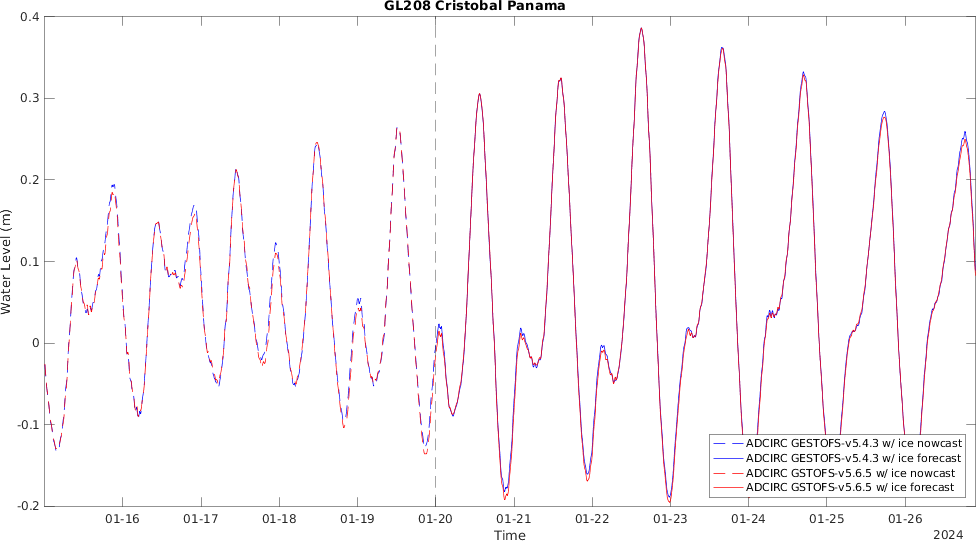 GL208 Cristobal Panama
0.4
0.3
0.2
0.1
0
-0.1
-0.2
Water Level (m)
ADCIRC GESTOFS-v5.4.3 w/ ice nowcast
ADCIRC GESTOFS-v5.4.3 w/ ice forecast
ADCIRC GSTOFS-v5.6.5 w/ ice nowcast
ADCIRC GSTOFS-v5.6.5 w/ ice forecast
01-16 01-17 01-18 01-19 01-20 01-21 01-22 01-23 01-24 01-25 01-26
Time 2024